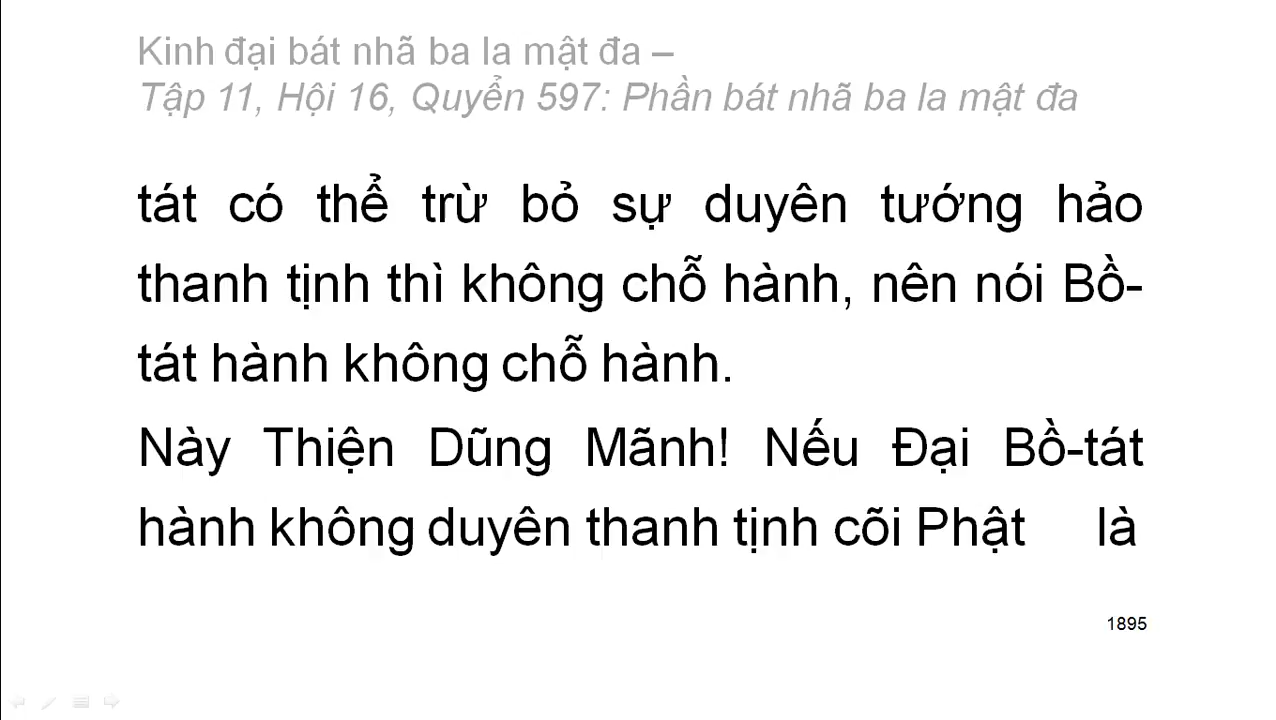 Kinh đại bát nhã ba la mật đa –
Tập 11, Hội 16, Quyển 597: Phần bát nhã ba la mật đa
tát có thể trừ bỏ sự duyên tướng hảo
thanh tịnh thì không chỗ hành, nên nói Bồ-
tát hành không chỗ hành.
Này Thiện Dũng Mãnh! Nếu Đại Bồ-tát
hành không duyên thanh tịnh cõi Phật là
1895